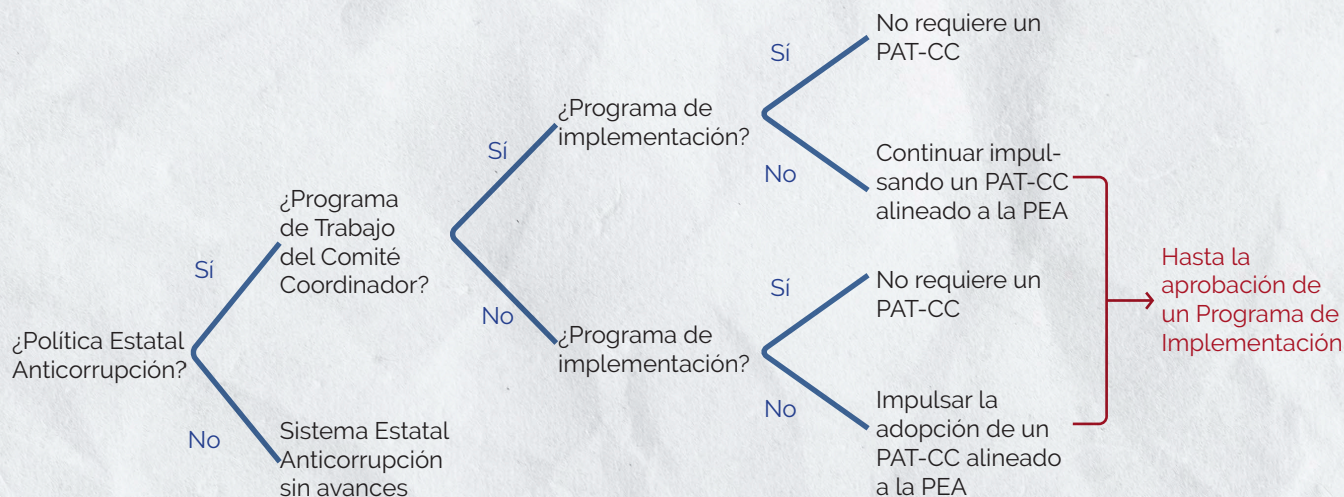 ¿Política Estatal
Anticorrupción?
Sí
No
¿Programa
de Trabajo
del Comité
Coordinador?
Sistema Estatal
Anticorrupción
sin avances
Sí
No
¿Programa de
implementación?
Sí
No
No requiere un
PAT-CC
Continuar impul-
sando un PAT-CC
alineado a la PEA
¿Programa de
implementación?
Sí
No
No requiere un
PAT-CC
Impulsar la
adopción de un
PAT-CC alineado
a la PEA
Hasta la
aprobación de
un Programa de
Implementación